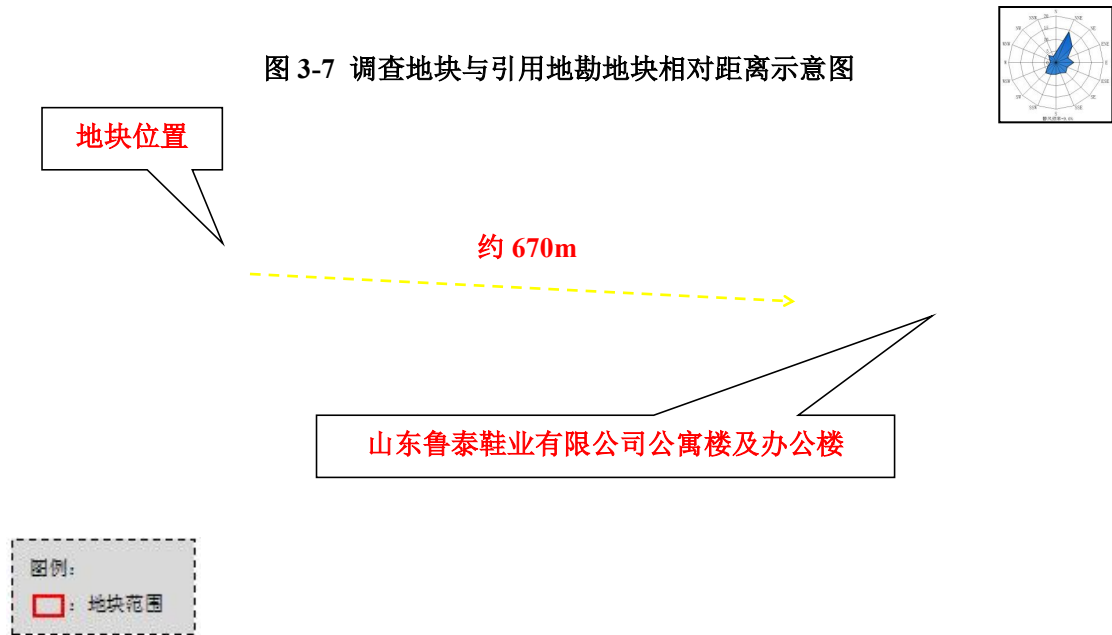 图 3-7 调查地块与引用地勘地块相对距离示意图
地块位置
约 670m
山东鲁泰鞋业有限公司公寓楼及办公楼
图例：
：地块范围